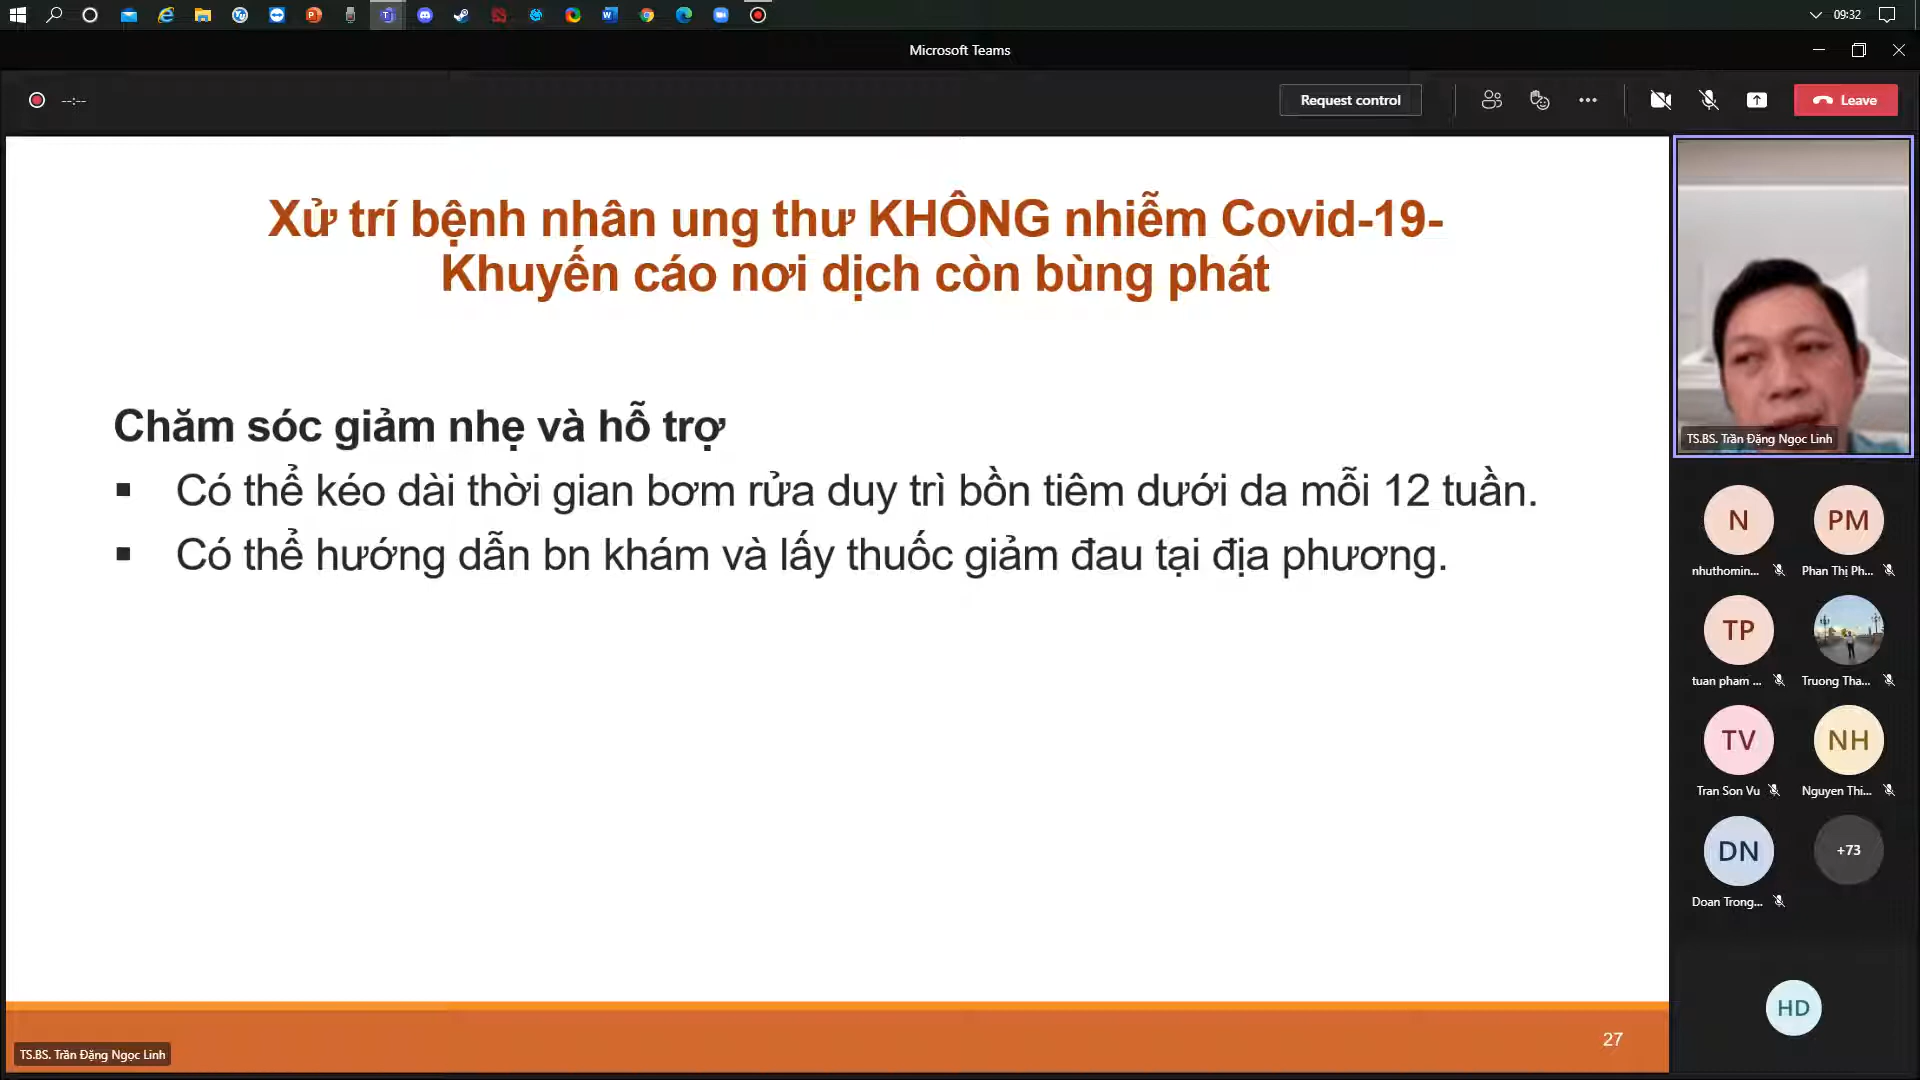 09:32
Microsoft Teams
--:--
Request control
Leave
Xử trí bệnh nhân ung thư KHÔNG nhiễm Covid-19-
Khuyến cáo nơi dịch còn bùng phát
Chăm sóc giảm nhẹ và hỗ trợ
▪ Có thể kéo dài thời gian bơm rửa duy trì bồn tiêm dưới da mỗi 12 tuần.
▪ Có thể hướng dẫn bn khám và lấy thuốc giảm đau tại địa phương.
27
TS.BS. Trần Đặng Ngọc Linh
TS.BS. Trần Đặng Ngọc Linh
N
PM
nhuthomin...
Phan Thị Ph...
TP
tuan pham ...
Truong Tha...
TV
NH
Tran Son Vu
Nguyen Thi...
DN
+73
Doan Trong...
HD